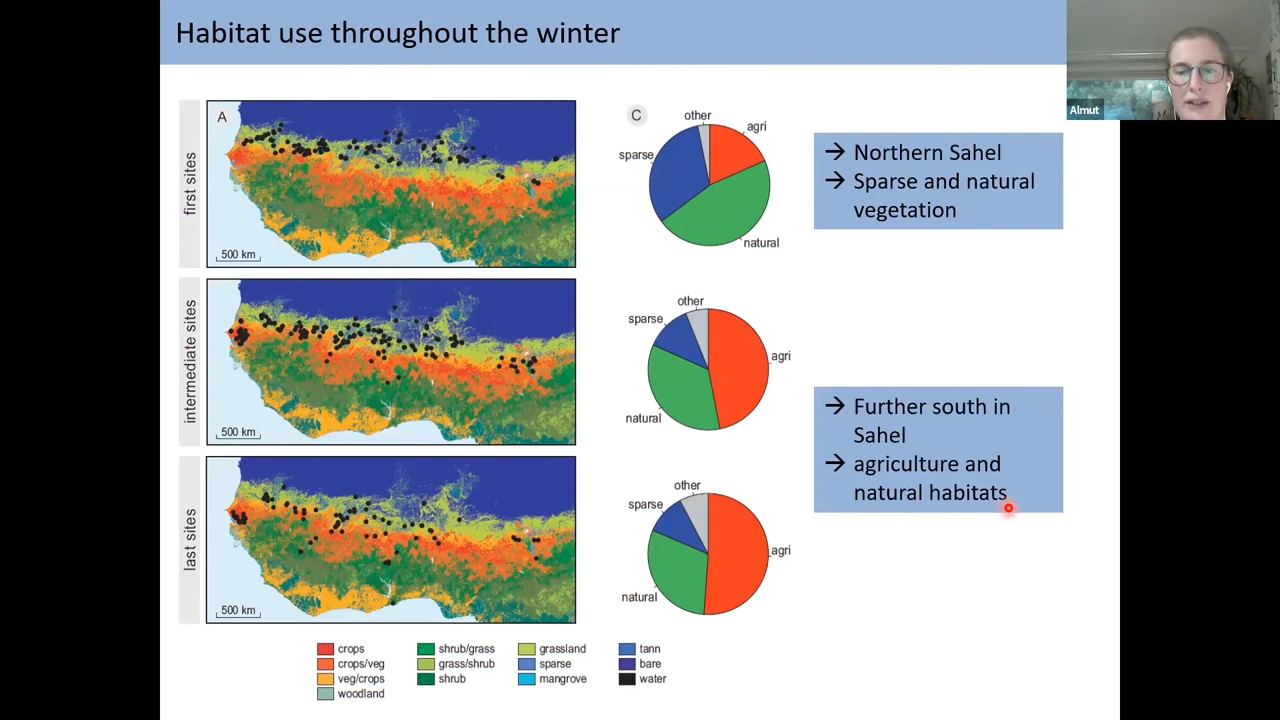 Habitat use throughout the winter
Almut
first sites
A
500 km
C
other
agri
sparse
natural
→ Northern Sahel
→ Sparse and natural
vegetation
intermediate sites
500 km
other
sparse
agri
natural
→ Further south in
Sahel
→ agriculture and
natural habitats
last sites
500 km
other
sparse
agri
natural
crops
crops/veg
veg/crops
woodland
shrub/grass
grass/shrub
shrub
grassland
sparse
mangrove
tann
bare
water